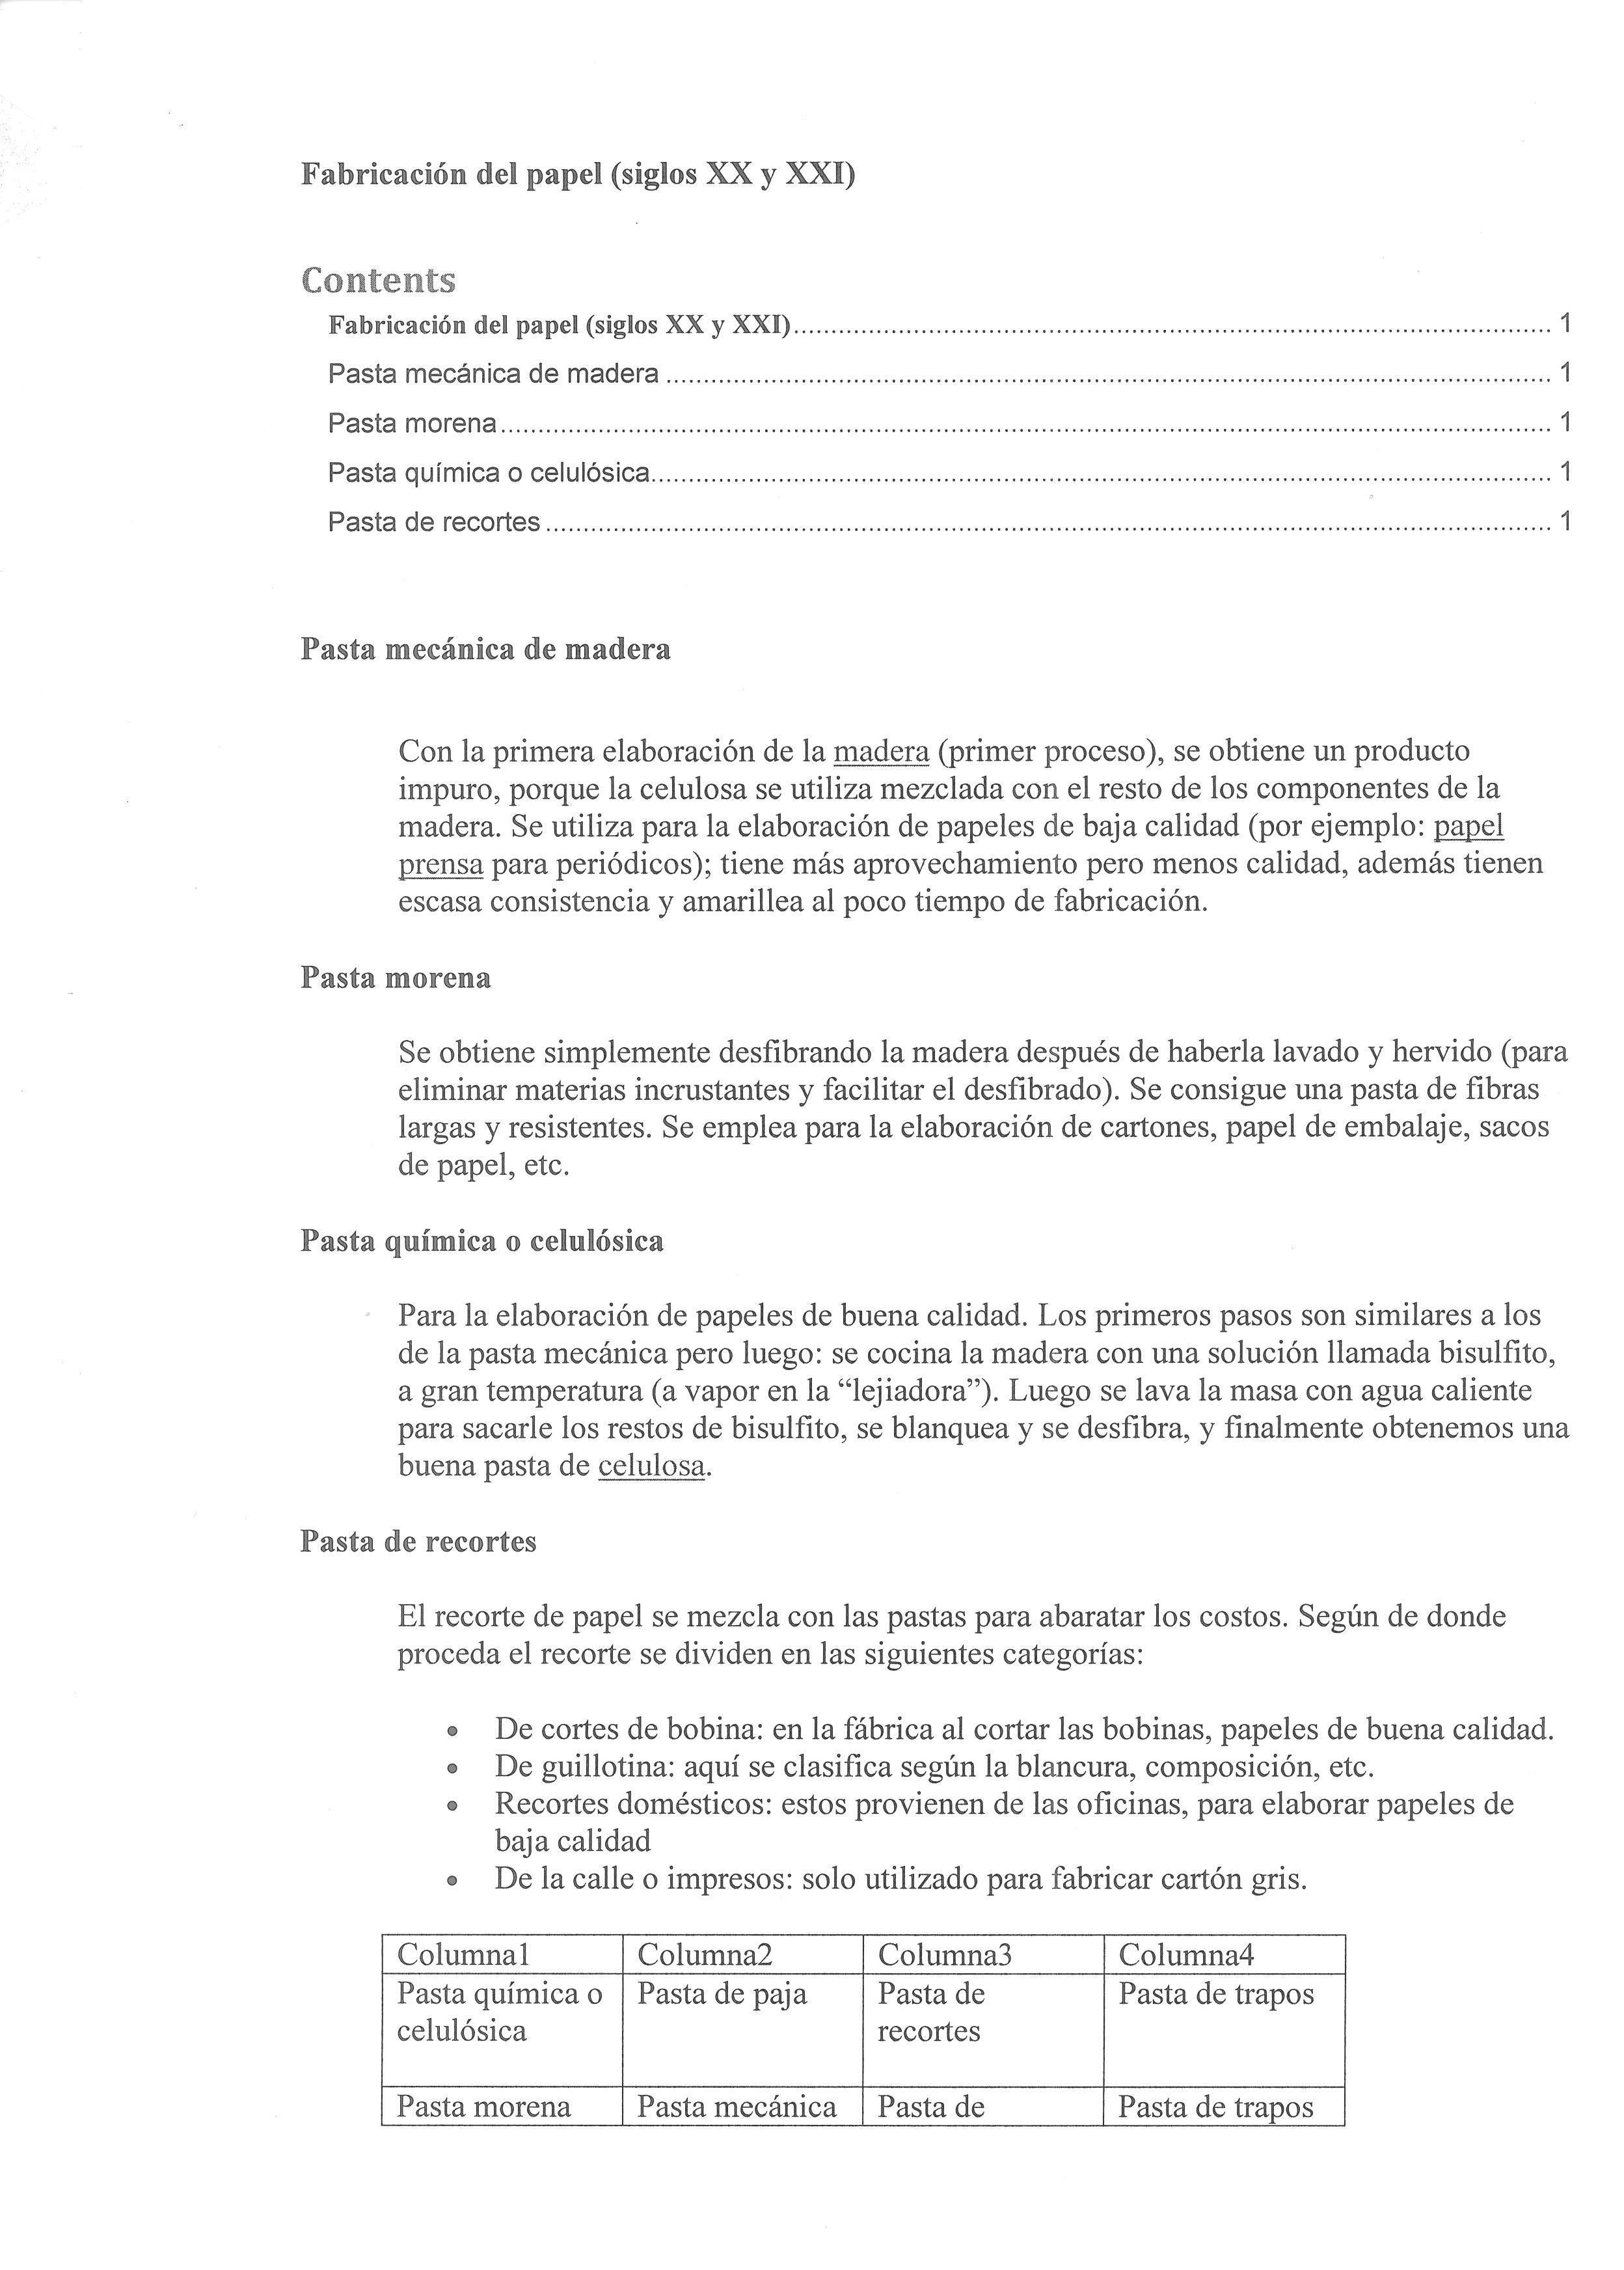 Fabricación del papel (siglos XX y XXI)
Contents
Fabricación del papel (siglos XX y XXI)........................................ 1
Pasta mecánica de madera ........................................ 1
Pasta morena........................................ 1
Pasta química o celulósica........................................ 1
Pasta de recortes ........................................ 1
Pasta mecánica de madera
Con la primera elaboración de la madera (primer proceso), se obtiene un producto
impuro, porque la celulosa se utiliza mezclada con el resto de los componentes de la
madera. Se utiliza para la elaboración de papeles de baja calidad (por ejemplo: papel
prensa para periódicos); tiene más aprovechamiento pero menos calidad, además tienen
escasa consistencia y amarillea al poco tiempo de fabricación.
Pasta morena
Se obtiene simplemente desfibrando la madera después de haberla lavado y hervido (para
eliminar materias incrustantes y facilitar el desfibrado). Se consigue una pasta de fibras
largas y resistentes. Se emplea para la elaboración de cartones, papel de embalaje, sacos
de papel, etc.
Pasta química o celulósica
Para la elaboración de papeles de buena calidad. Los primeros pasos son similares a los
de la pasta mecánica pero luego: se cocina la madera con una solución llamada bisulfito,
a gran temperatura (a vapor en la “lejiadora”). Luego se lava la masa con agua caliente
para sacarle los restos de bisulfito, se blanquea y se desfibra, y finalmente obtenemos una
buena pasta de celulosa.
Pasta de recortes
El recorte de papel se mezcla con las pastas para abaratar los costos. Según de donde
proceda el recorte se dividen en las siguientes categorías:
• De cortes de bobina: en la fábrica al cortar las bobinas, papeles de buena calidad.
• De guillotina: aquí se clasifica según la blancura, composición, etc.
• Recortes domésticos: estos provienen de las oficinas, para elaborar papeles de
baja calidad
• De la calle o impresos: solo utilizado para fabricar cartón gris.
Columna1 Columna2 Columna3 Columna4
Pasta química o Pasta de paja Pasta de Pasta de trapos
celulósica recortes
Pasta morena Pasta mecánica Pasta de Pasta de trapos